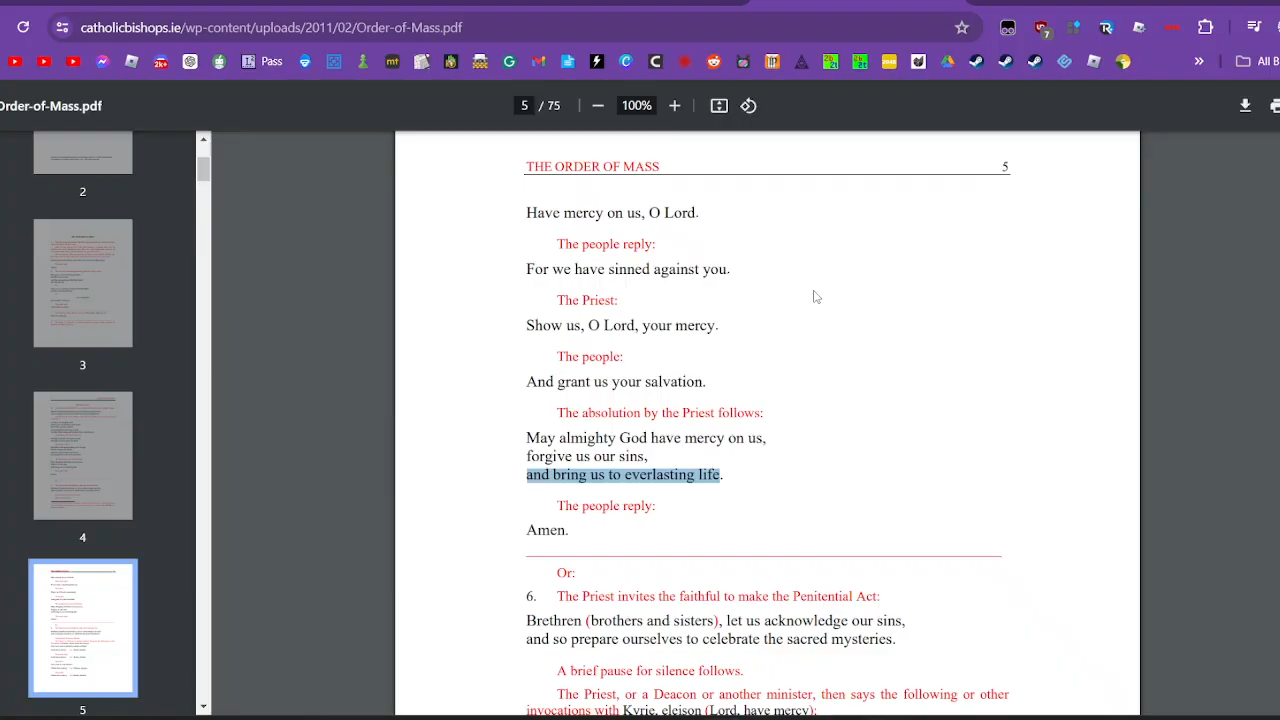 catholicbishops.ie/wp-content/uploads/2011/02/Order-of-Mass.pdf
7
2K+
Pass
All B
Order-of-Mass.pdf
5 / 75
100%
2
3
4
5
THE ORDER OF MASS 5
Have mercy on us, O Lord.
The people reply:
For we have sinned against you.
The Priest:
Show us, O Lord, your mercy.
The people:
And grant us your salvation.
The absolution by the Priest follows:
May almighty God have mercy on us,
forgive us our sins,
and bring us to everlasting life.
The people reply:
Amen.
Or:
6. The Priest invites the faithful to make the Penitential Act:
Brethren (brothers and sisters), let us acknowledge our sins,
and so prepare ourselves to celebrate the sacred mysteries.
A brief pause for silence follows.
The Priest, or a Deacon or another minister, then says the following or other
invocations with Kyrie, eleison (Lord, have mercy):